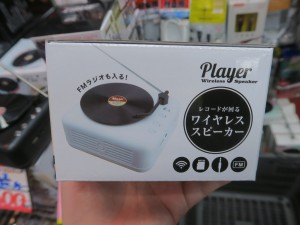 FMラジオも入る!
Player
Wireless Speaker
レコードが回る
ワイヤレス
スピーカー
FM